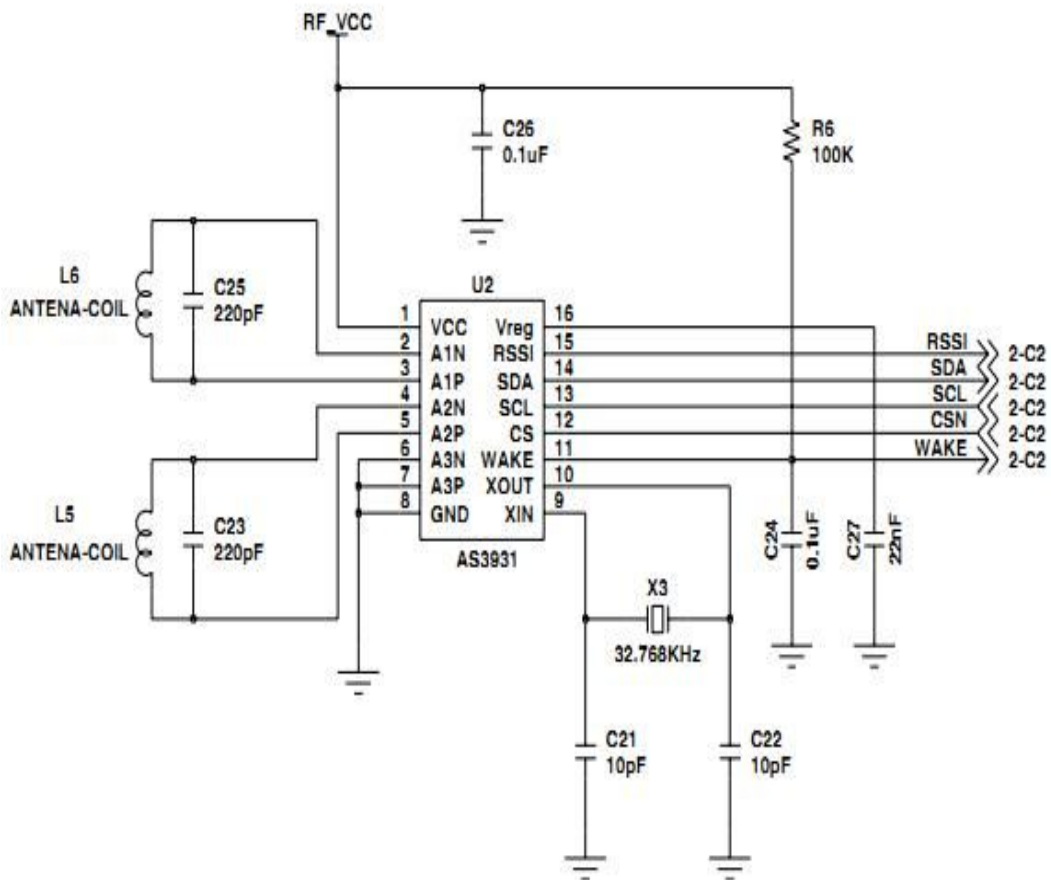 RF_VCC
C26
0.1uF
R6
100K
L6
ANTENA-COIL
C25
220pF
U2
1 VCC Vreg 16
2 A1N RSSI 15 RSSI 2-C2
3 A1P SDA 14 SDA 2-C2
4 A2N SCL 13 SCL 2-C2
5 A2P CS 12 CSN 2-C2
6 A3N WAKE 11 WAKE 2-C2
7 A3P XOUT 10
8 GND XIN 9
AS3931
L5
ANTENA-COIL
C23
220pF
C24
0.1uF
C27
22nF
X3
32.768KHz
C21
10pF
C22
10pF